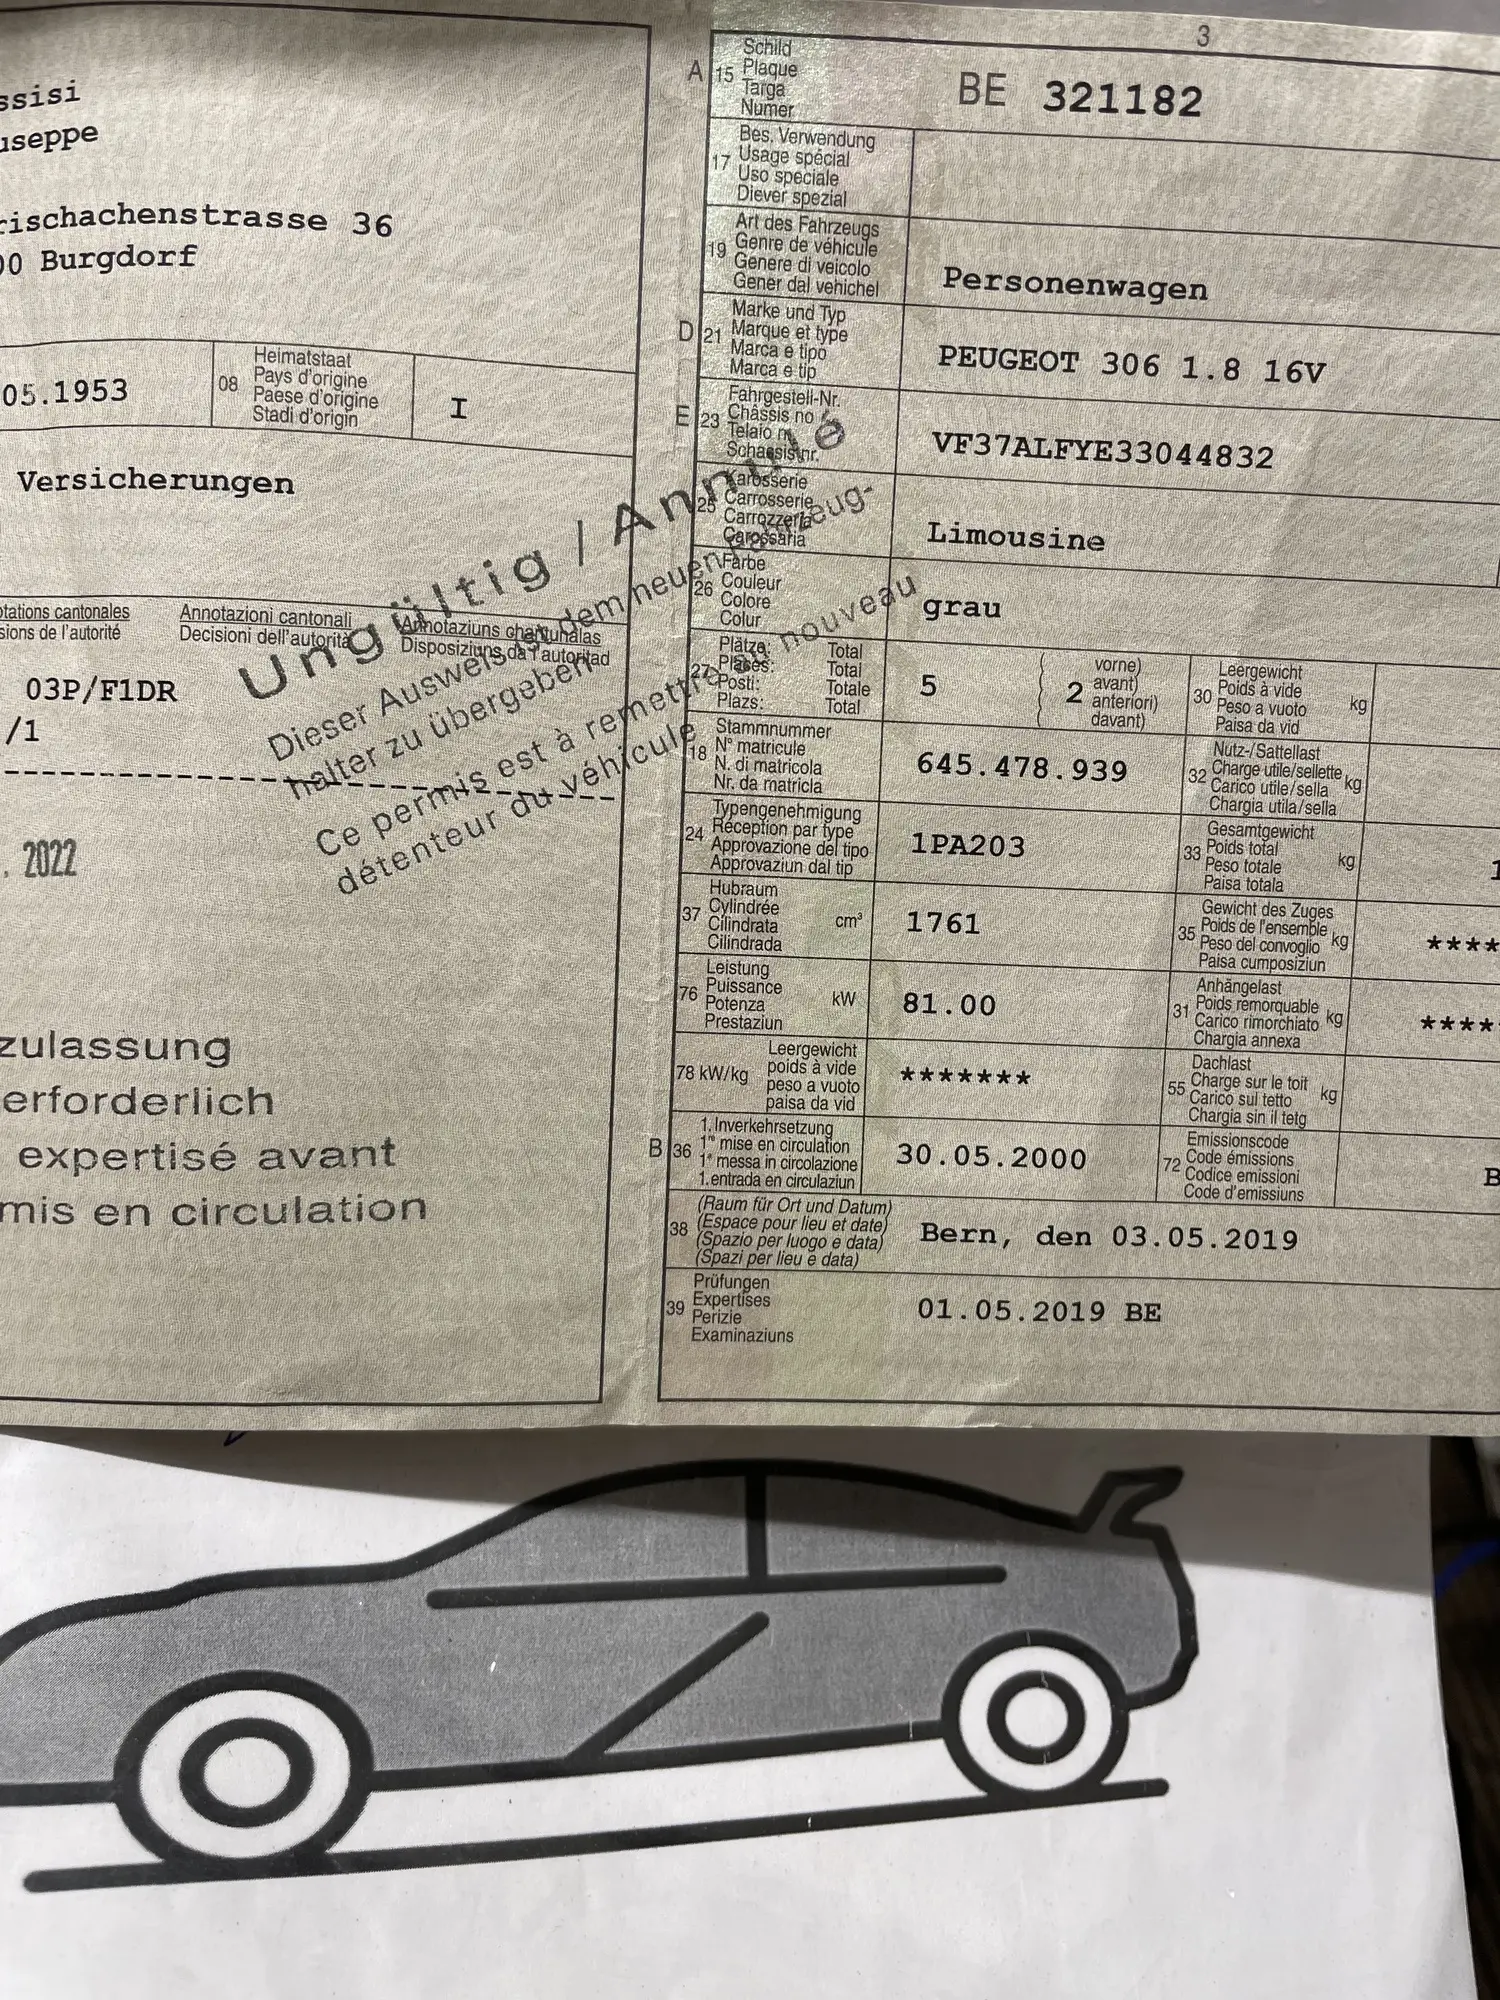 ssisi
useppe
rischachenstrasse 36
00 Burgdorf
05.1953
08
Heimatstaat
Pays d'origine
Paese d'origine
Stadi d'origin
I
Versicherungen
tations cantonales
sions de l'autorité
Annotazioni cantonali
Decisioni dell'autorità
Annotaziuns chantunalas
Disposiziuns da l'autoritad
03P/F1DR
/1
Ungültig / Annulé
Dieser Ausweis ist dem neuen Fahrzeug-
halter zu übergeben
Ce permis est à remettre au nouveau
détenteur du véhicule
. 2022
zulassung
erforderlich
expertisé avant
mis en circulation
3
A
15
Schild
Plaque
Targa
Numer
BE 321182
17
Bes. Verwendung
Usage spécial
Uso speciale
Diever spezial
19
Art des Fahrzeugs
Genre de véhicule
Genere di veicolo
Gener dal vehichel
Personenwagen
D
21
Marke und Typ
Marque et type
Marca e tipo
Marca e tip
PEUGEOT 306 1.8 16V
E
23
Fahrgestell-Nr.
Châssis no
Telaio n.
Schassis nr.
VF37ALFYE33044832
25
Karosserie
Carrosserie
Carrozzeria
Carossaria
Limousine
26
Farbe
Couleur
Colore
Colur
grau
27
Plätze: Total
Places: Total
Posti: Totale
Plazs: Total
5
2
vorne)
avant)
anteriori)
davant)
30
Leergewicht
Poids à vide
Peso a vuoto
Paisa da vid
kg
18
Stammnummer
N° matricule
N. di matricola
Nr. da matricla
645.478.939
32
Nutz-/Sattellast
Charge utile/sellette
Carico utile/sella
Chargia utila/sella
kg
24
Typengenehmigung
Réception par type
Approvazione del tipo
Approvaziun dal tip
1PA203
33
Gesamtgewicht
Poids total
Peso totale
Paisa totala
kg
1
37
Hubraum
Cylindrée
Cilindrata
Cilindrada
cm³
1761
35
Gewicht des Zuges
Poids de l'ensemble
Peso del convoglio
Paisa cumposiziun
kg
****
76
Leistung
Puissance
Potenza
Prestaziun
kW
81.00
31
Anhängelast
Poids remorquable
Carico rimorchiato
Chargia annexa
kg
****
78 kW/kg
Leergewicht
poids à vide
peso a vuoto
paisa da vid
*******
55
Dachlast
Charge sur le toit
Carico sul tetto
Chargia sin il tetg
kg
B
36
1. Inverkehrsetzung
1re mise en circulation
1a messa in circolazione
1. entrada en circulaziun
30.05.2000
72
Emissionscode
Code émissions
Codice emissioni
Code d'emissiuns
B
38
(Raum für Ort und Datum)
(Espace pour lieu et date)
(Spazio per luogo e data)
(Spazi per lieu e data)
Bern, den 03.05.2019
39
Prüfungen
Expertises
Perizie
Examinaziuns
01.05.2019 BE